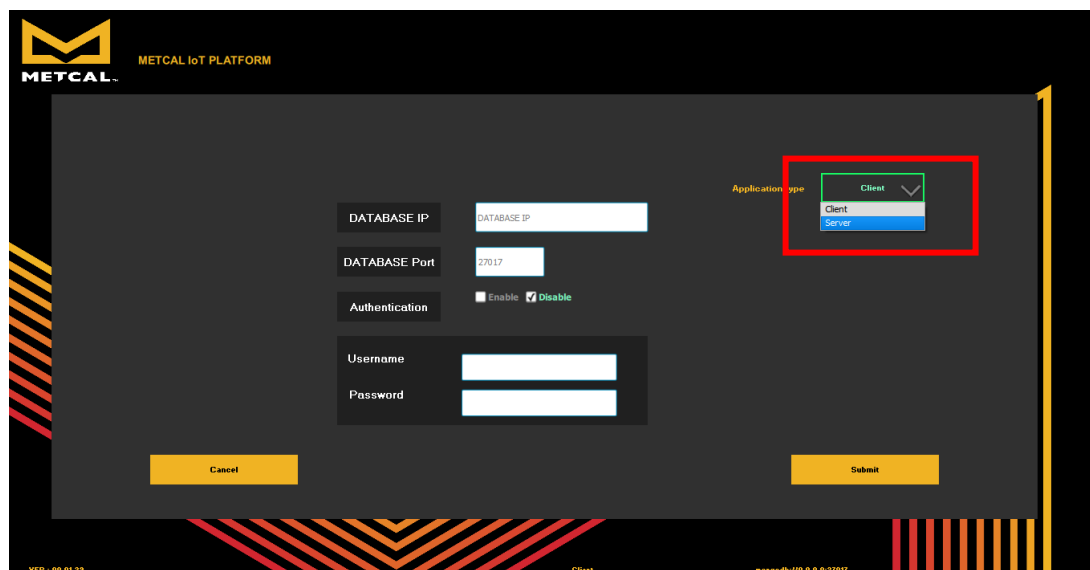 METCAL IoT PLATFORM
METCAL
Application
Client
Client
Server
DATABASE IP
DATABASE IP
DATABASE Port
27017
Authentication
Enable
Disable
Username
Password
Cancel
Submit
Client